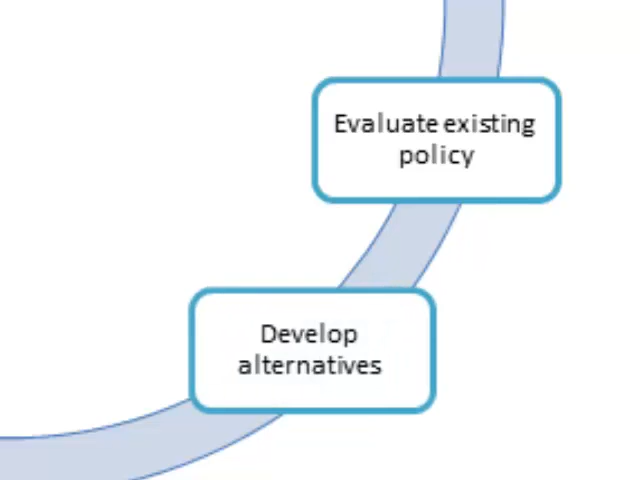 Evaluate existing
policy
Develop
alternatives